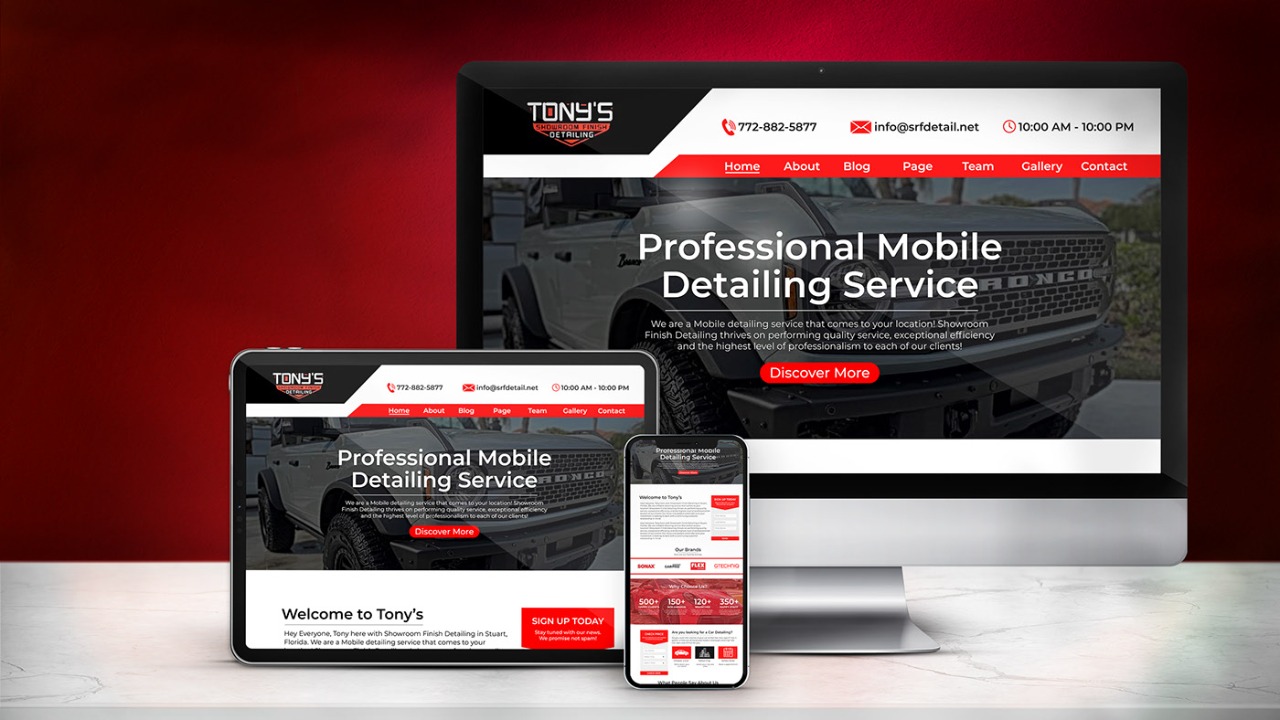 TONY'S
SHOWROOM FINISH
DETAILING
772-882-5877
info@srfdetail.net
10:00 AM - 10:00 PM
Home About Blog Page Team Gallery Contact
Bronco
BRONCO
Professional Mobile
Detailing Service
We are a Mobile detailing service that comes to your location! Showroom
Finish Detailing thrives on performing quality service, exceptional efficiency
and the highest level of professionalism to each of our clients!
Discover More
TONY'S
SHOWROOM FINISH
DETAILING
772-882-5877
info@srfdetail.net
10:00 AM - 10:00 PM
Home About Blog Page Team Gallery Contact
BRONCO
Professional Mobile
Detailing Service
We are a Mobile detailing service that comes to your location! Showroom
Finish Detailing thrives on performing quality service, exceptional efficiency
and the highest level of professionalism to each of our clients!
Discover More
Welcome to Tony's
Hey Everyone, Tony here with Showroom Finish Detailing in Stuart,
Florida. We are a Mobile detailing service that comes to your
SIGN UP TODAY
Stay tuned with our news.
We promise not spam!
Professional Mobile
Detailing Service
Discover More
Welcome to Tony's
SIGN UP TODAY
Our Brands
SONAX
FLEX
GTECHNIQ
Why Choose Us?
500+ 150+ 120+ 350+
Are you looking for a Car Detailing?
What People Say About Us